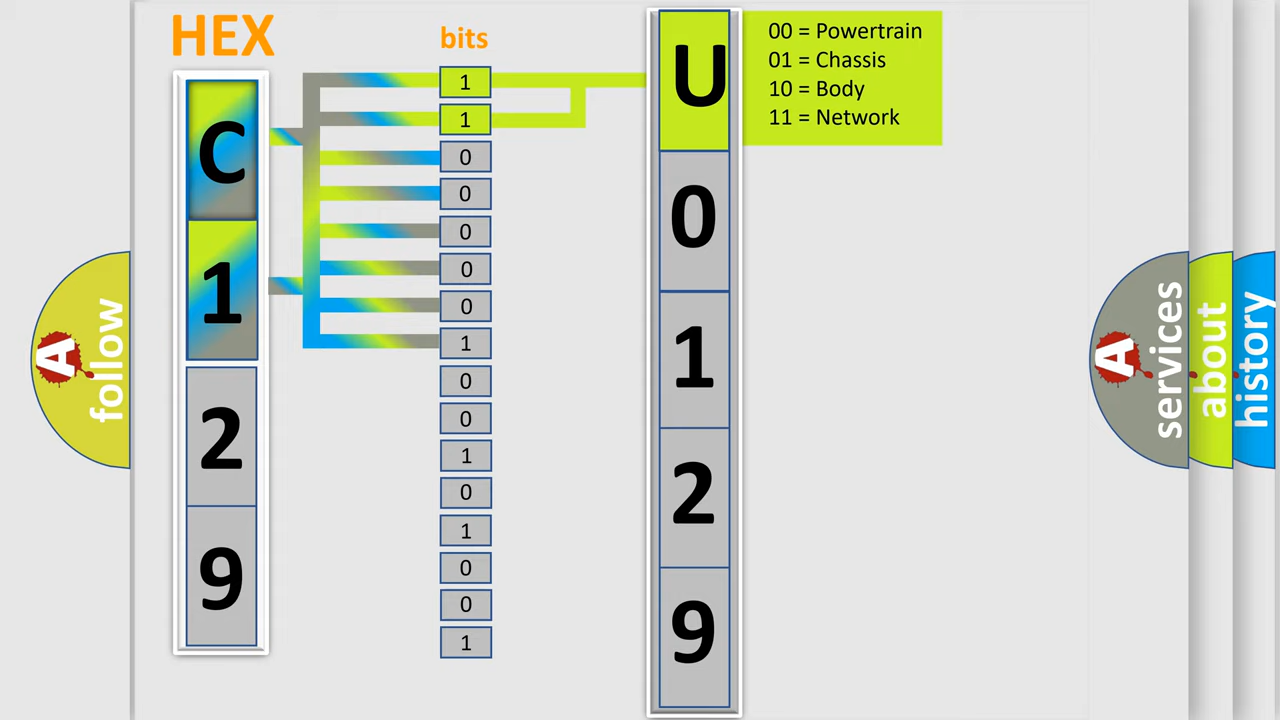 HEX
C
1
2
9
bits
1
1
0
0
0
0
0
1
0
0
1
0
1
0
0
1
U
0
1
2
9
00 = Powertrain
01 = Chassis
10 = Body
11 = Network
A
follow
A
services
about
history